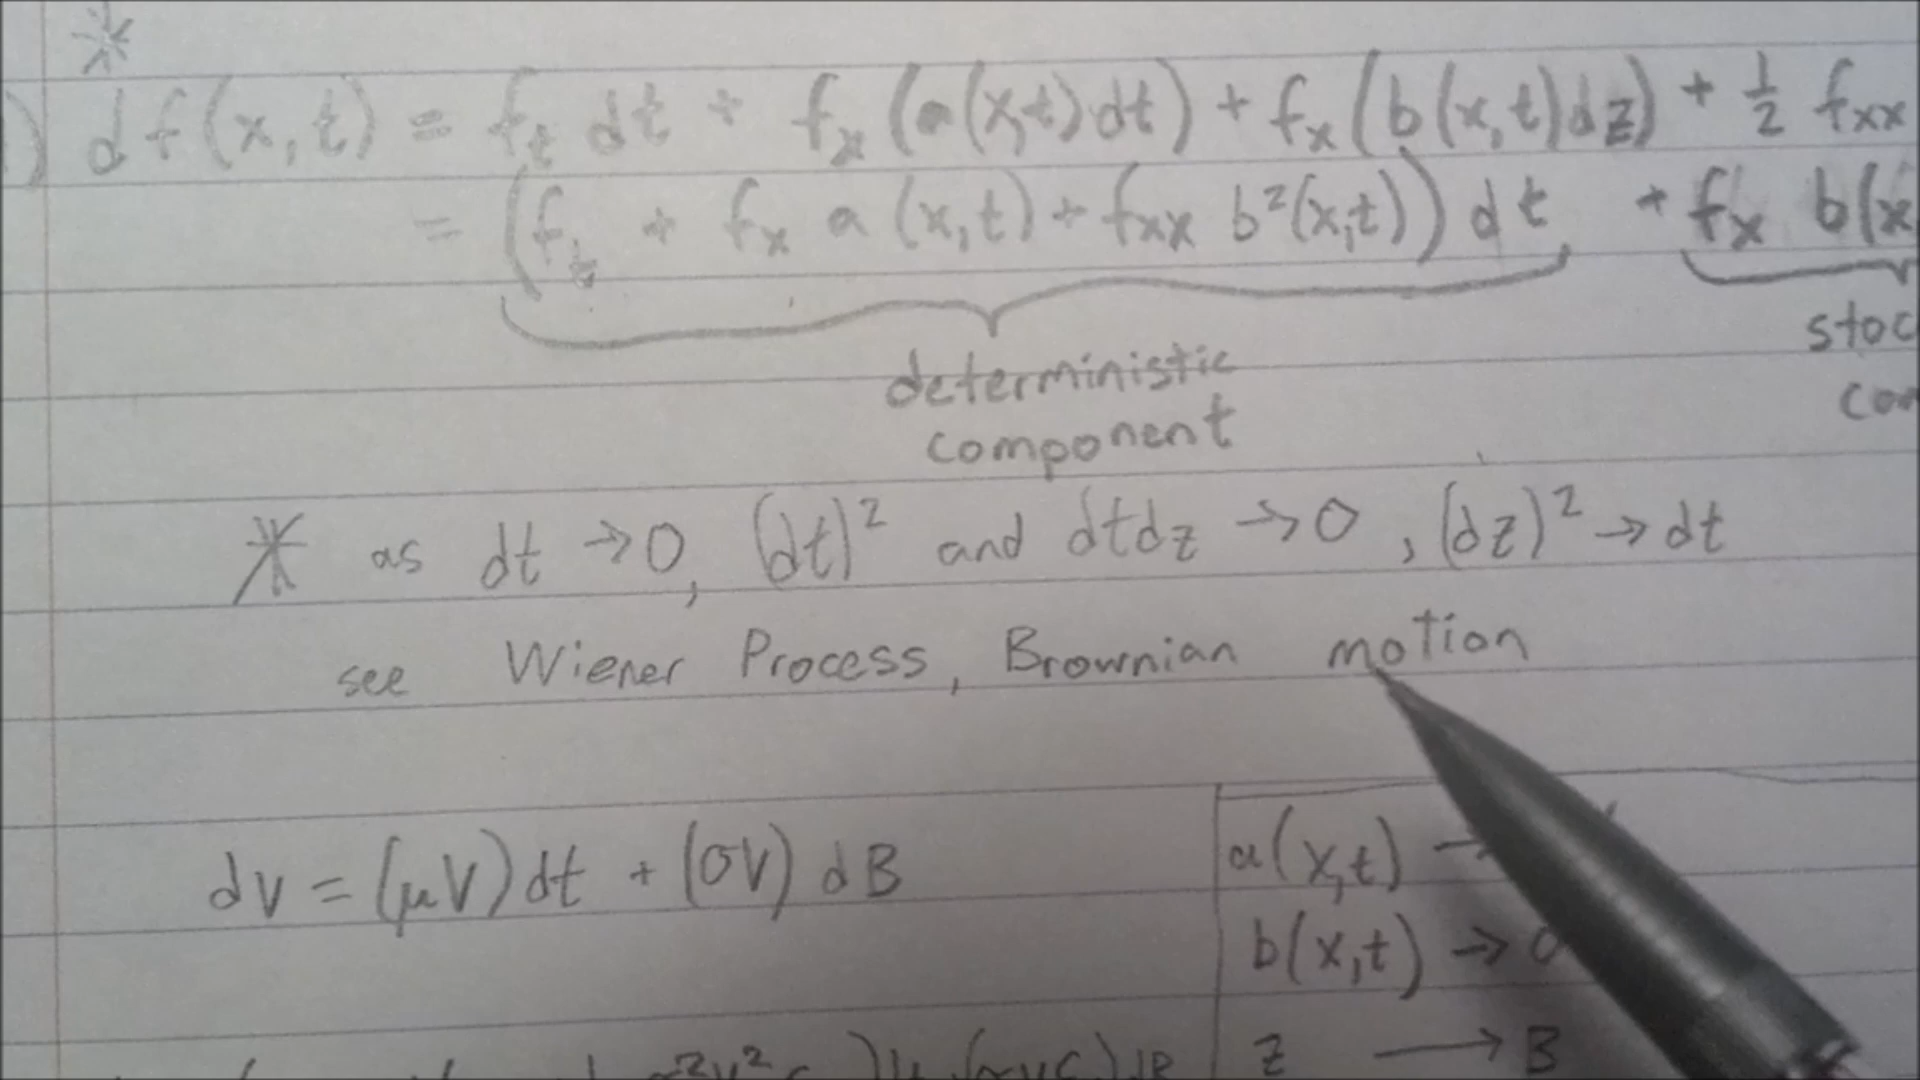 *
) df(x,t) = f_t dt + f_x (a(x,t)dt) + f_x (b(x,t)dz) + 1/2 f_xx
= (f_t + f_x a (x,t) + f_xx b²(x,t)) dt + f_x b(x
deterministic stoc
component com
* as dt → 0, (dt)² and dtdz → 0, (dz)² → dt
see Wiener Process, Brownian motion
dV = (μV)dt + (σV) dB
a(x,t) →
b(x,t) → σ
z → B